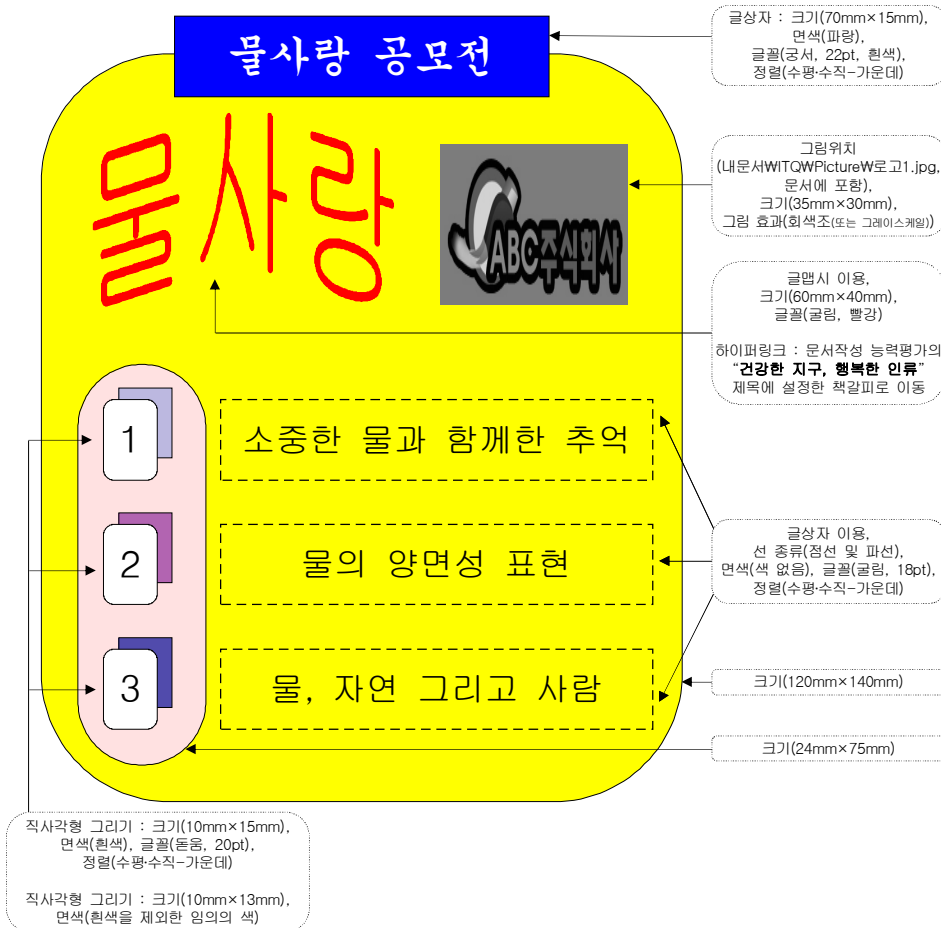 물사랑 공모전
글상자 : 크기(70mm×15mm),
면색(파랑),
글꼴(궁서, 22pt, 흰색),
정렬(수평·수직-가운데)
물사랑
ABC주식회사
그림위치
(내문서₩ITQ₩Picture₩로고1.jpg,
문서에 포함),
크기(35mm×30mm),
그림 효과(회색조(또는 그레이스케일))
글맵시 이용,
크기(60mm×40mm),
글꼴(굴림, 빨강)
하이퍼링크 : 문서작성 능력평가의
“건강한 지구, 행복한 인류”
제목에 설정한 책갈피로 이동
1
소중한 물과 함께한 추억
2
물의 양면성 표현
3
물, 자연 그리고 사람
글상자 이용,
선 종류(점선 및 파선),
면색(색 없음), 글꼴(굴림, 18pt),
정렬(수평·수직-가운데)
크기(120mm×140mm)
크기(24mm×75mm)
직사각형 그리기 : 크기(10mm×15mm),
면색(흰색), 글꼴(돋움, 20pt),
정렬(수평·수직-가운데)
직사각형 그리기 : 크기(10mm×13mm),
면색(흰색을 제외한 임의의 색)